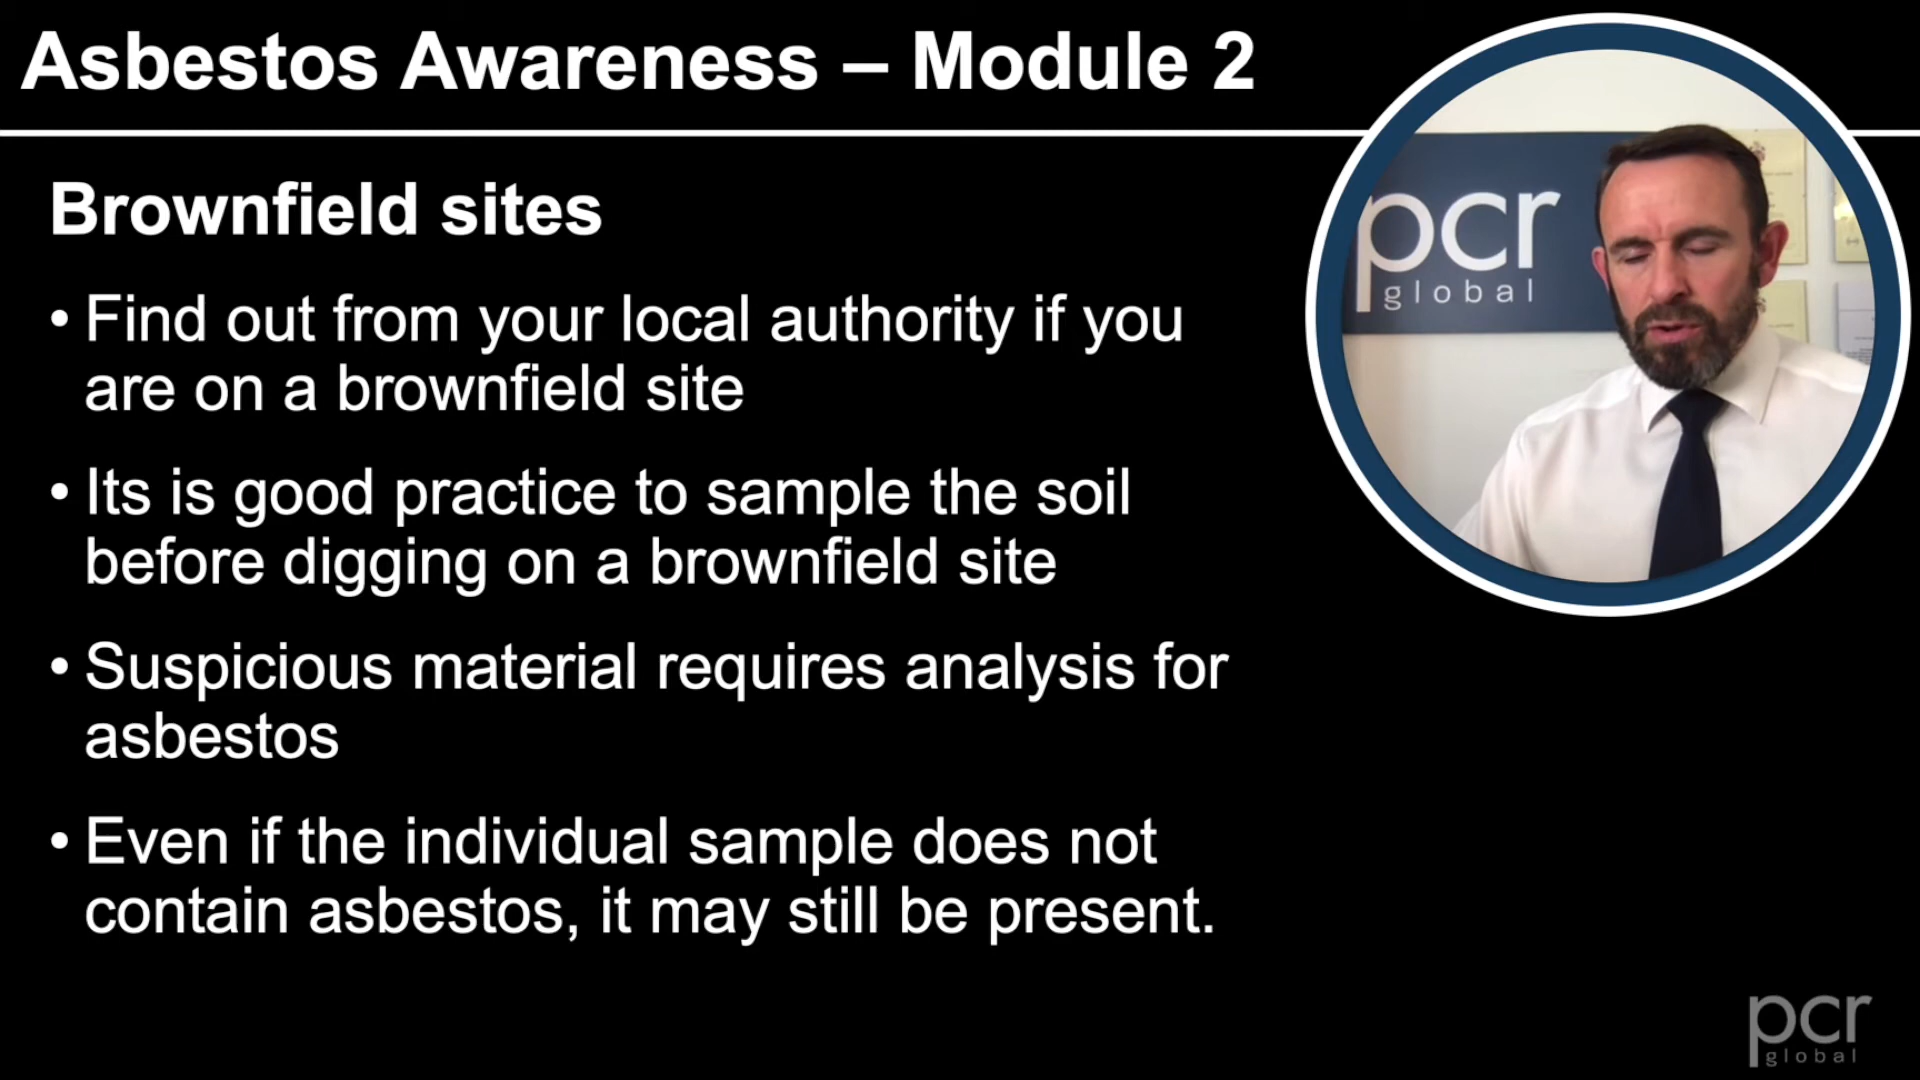 Asbestos Awareness – Module 2
Brownfield sites
• Find out from your local authority if you
are on a brownfield site
• Its is good practice to sample the soil
before digging on a brownfield site
• Suspicious material requires analysis for
asbestos
• Even if the individual sample does not
contain asbestos, it may still be present.
pcr
global
pcr
global